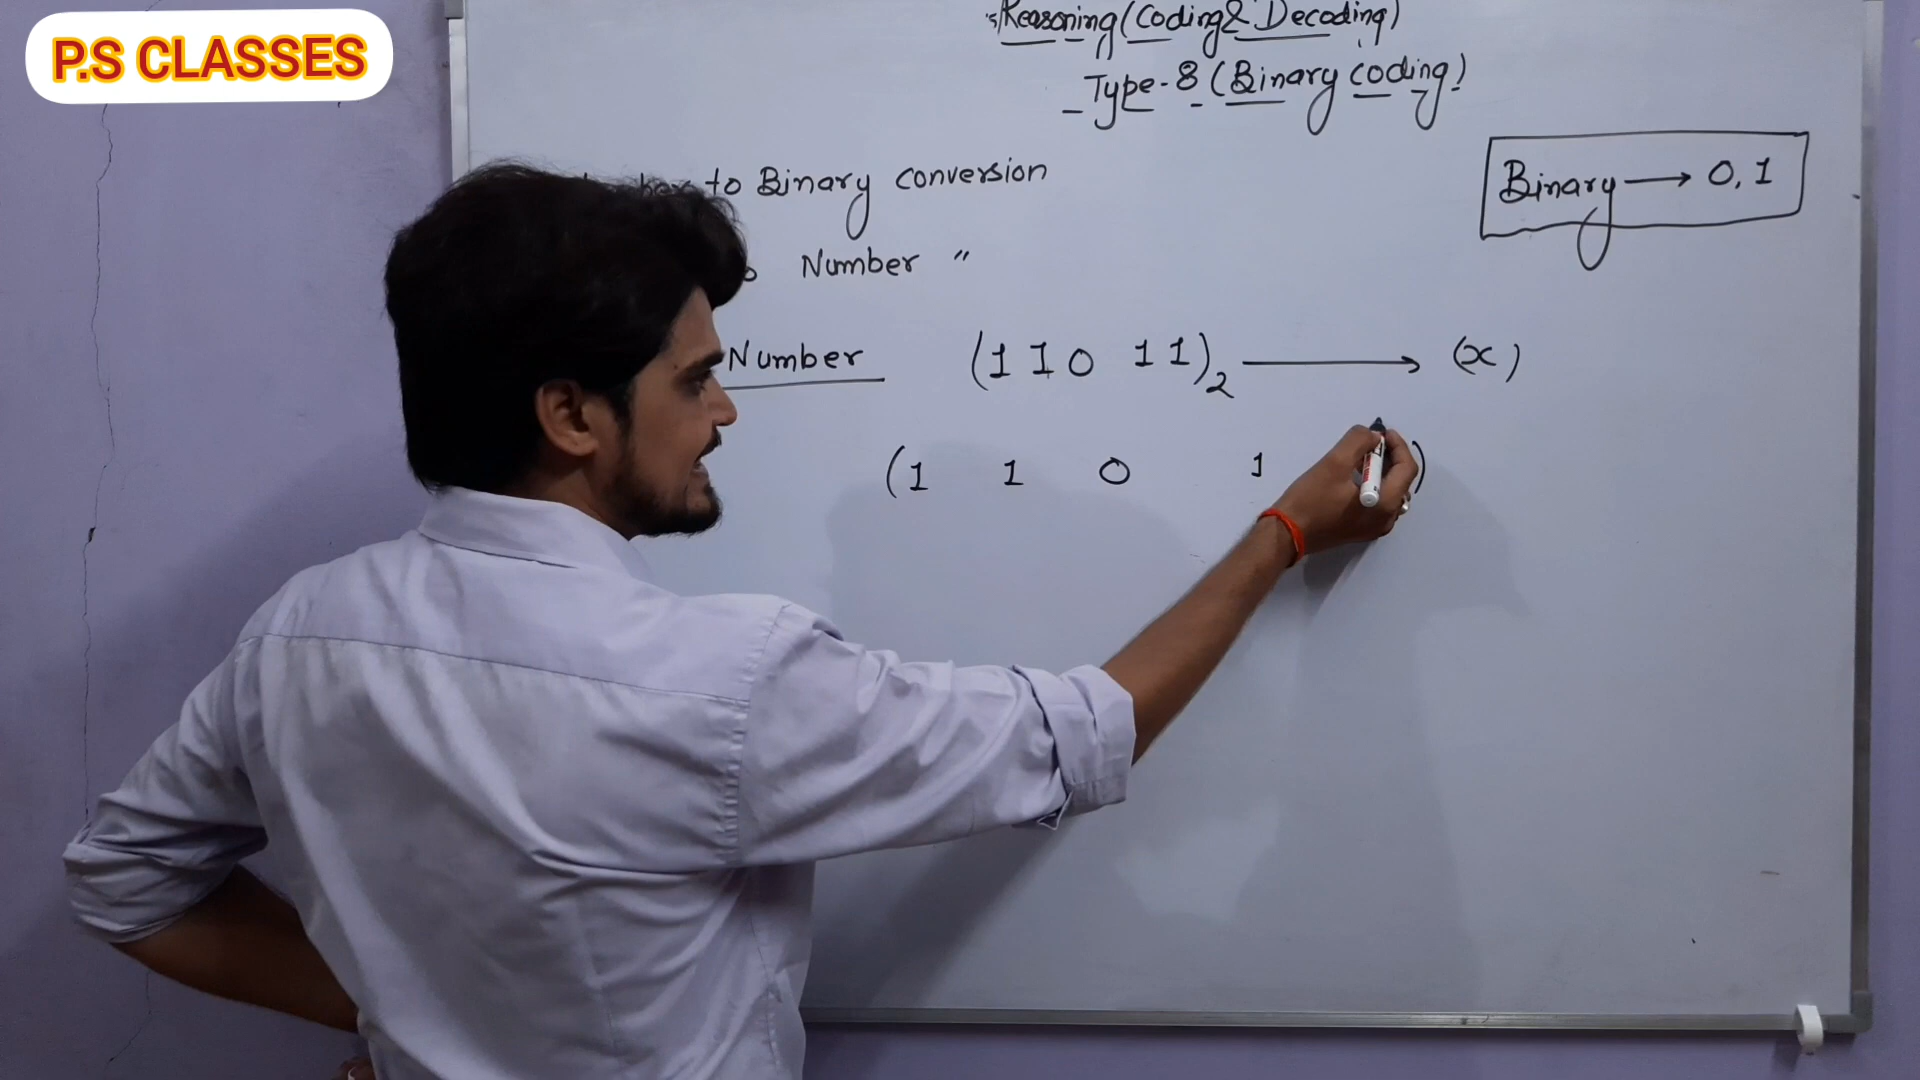 P.S CLASSES
Reasoning (Coding & Decoding)
Type-8 (Binary coding)
to Binary conversion
Number "
Binary → 0, 1
Number (1 1 0 1 1)₂ → (x)
(1 1 0 1 )